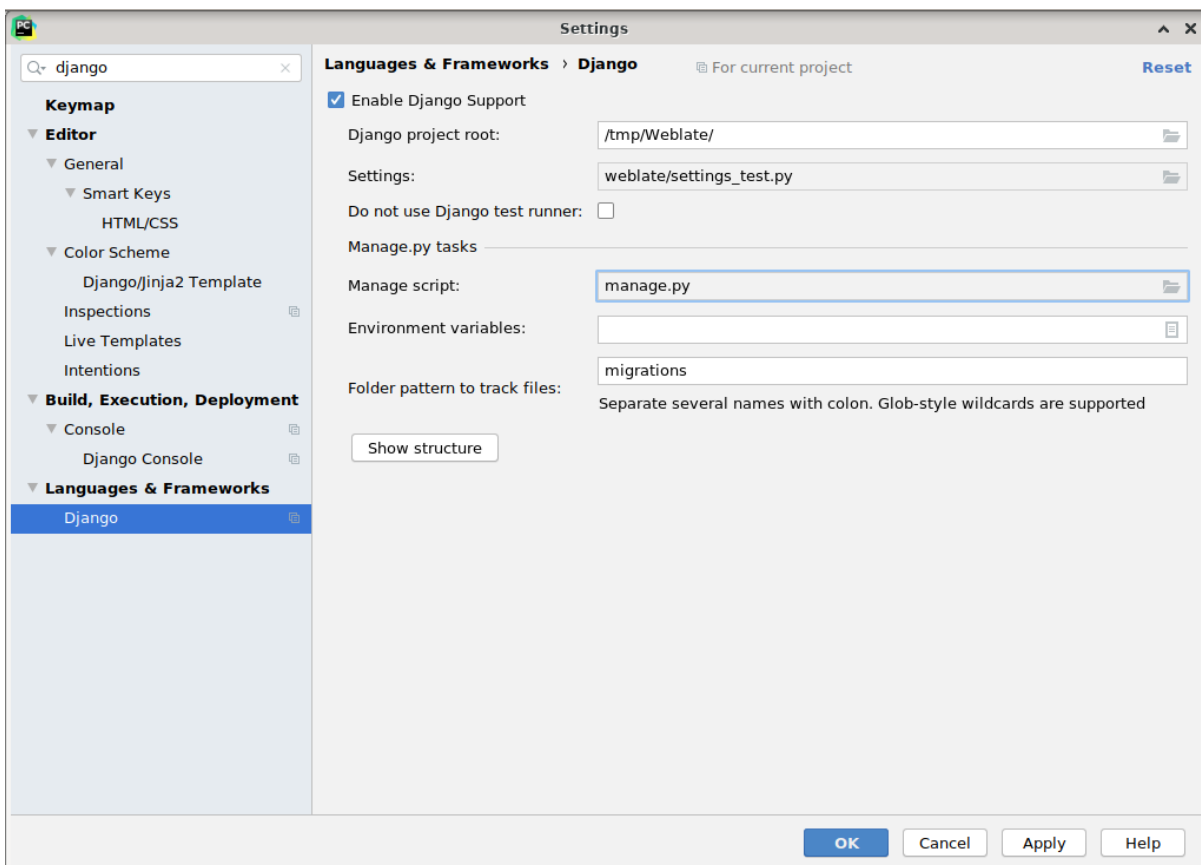 PC
Settings
django
Keymap
Editor
General
Smart Keys
HTML/CSS
Color Scheme
Django/Jinja2 Template
Inspections
Live Templates
Intentions
Build, Execution, Deployment
Console
Django Console
Languages & Frameworks
Django
Languages & Frameworks › Django For current project Reset
Enable Django Support
Django project root: /tmp/Weblate/
Settings: weblate/settings_test.py
Do not use Django test runner:
Manage.py tasks
Manage script: manage.py
Environment variables:
Folder pattern to track files: migrations
Separate several names with colon. Glob-style wildcards are supported
Show structure
OK Cancel Apply Help